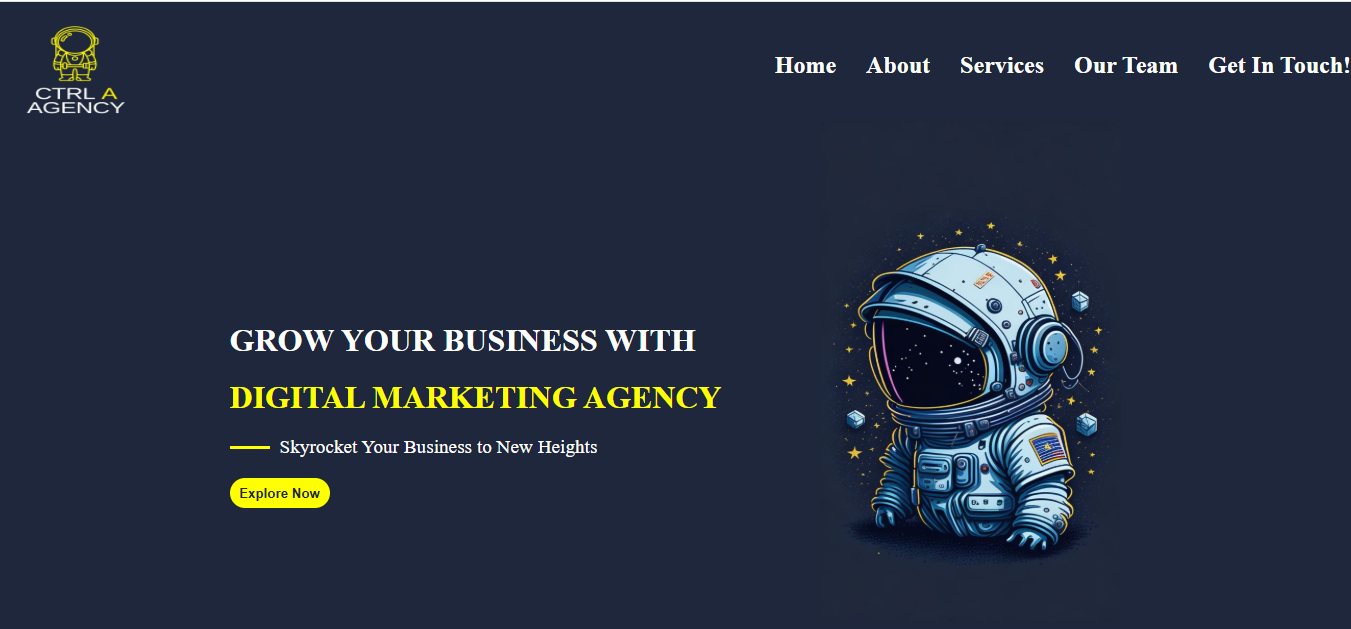 CTRL A
AGENCY
Home About Services Our Team Get In Touch!
GROW YOUR BUSINESS WITH
DIGITAL MARKETING AGENCY
Skyrocket Your Business to New Heights
Explore Now